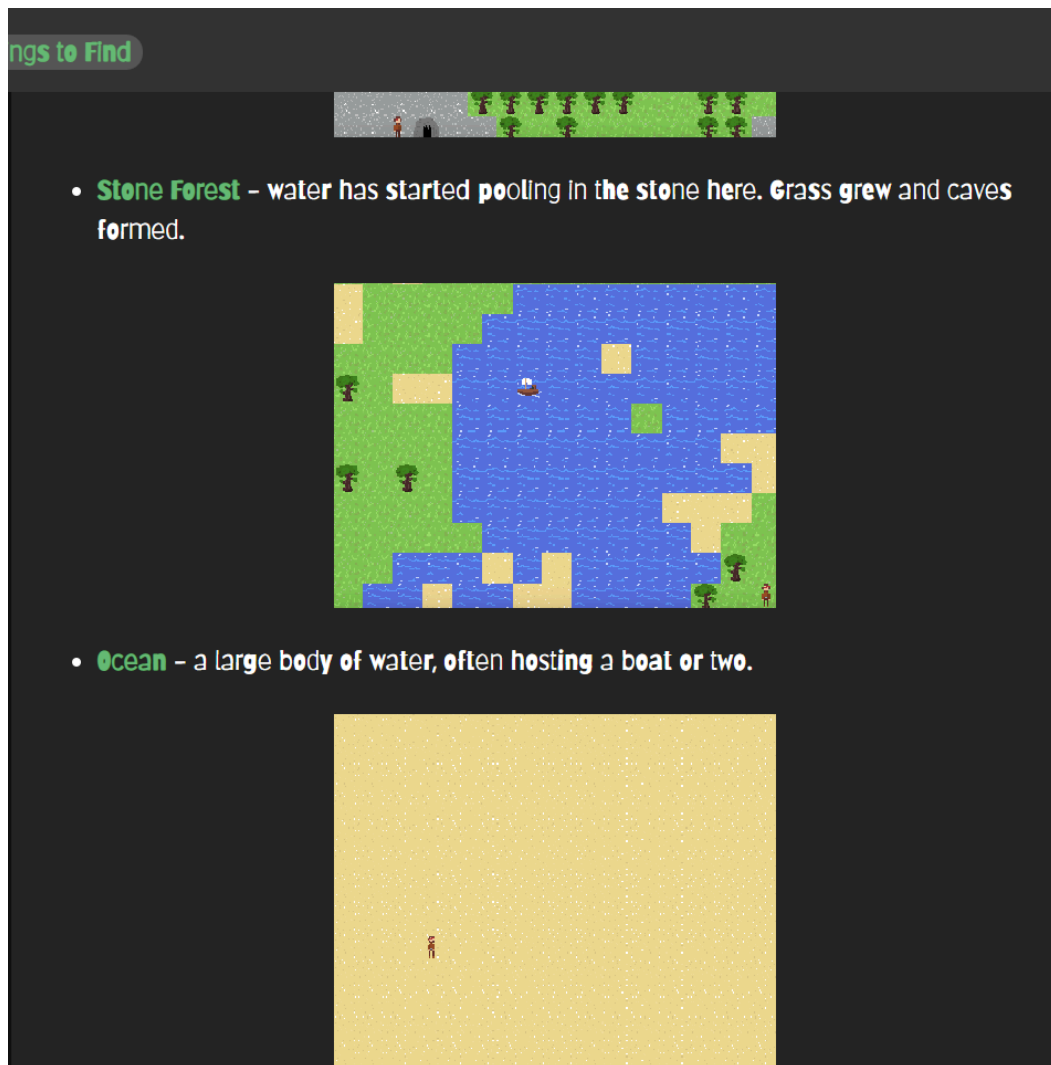 ngs to Find
Stone Forest – water has started pooling in the stone here. Grass grew and caves
formed.
Ocean – a large body of water, often hosting a boat or two.